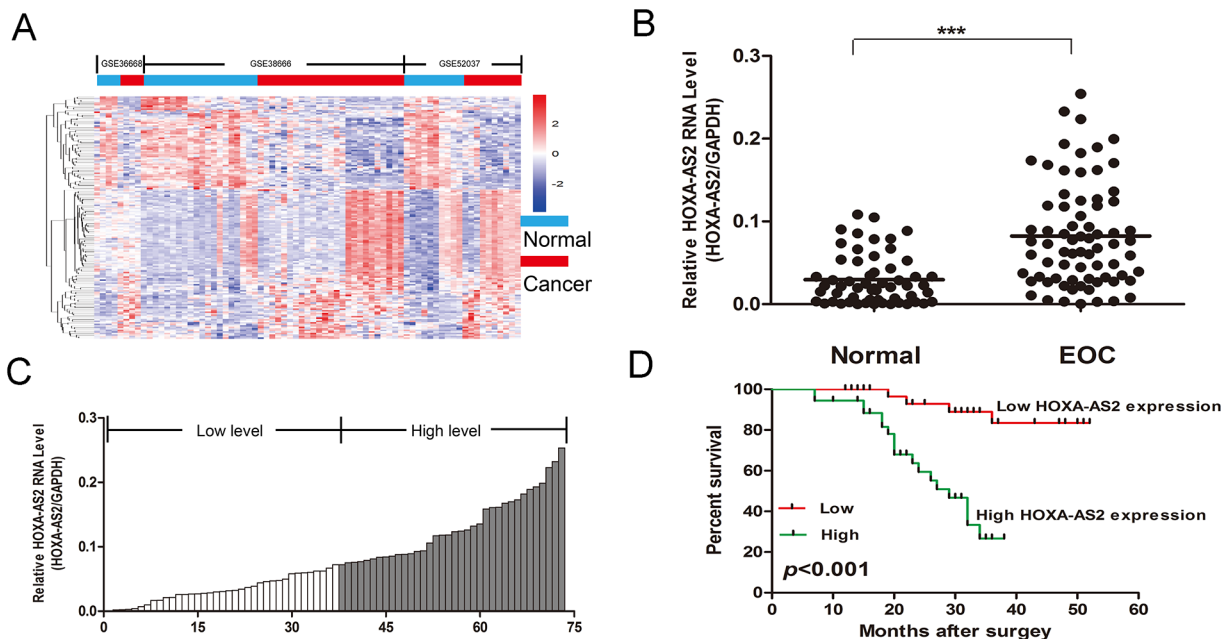 A
GSE36668
GSE38666
GSE52037
2
0
-2
Normal
Cancer
B
***
Relative HOXA-AS2 RNA Level
(HOXA-AS2/GAPDH)
0.3
0.2
0.1
0.0
Normal
EOC
C
Relative HOXA-AS2 RNA Level
(HOXA-AS2/GAPDH)
0.3
0.2
0.1
0.0
Low level
High level
0
15
30
45
60
75
D
Percent survival
100
80
60
40
20
0
Low HOXA-AS2 expression
High HOXA-AS2 expression
Low
High
p<0.001
0
10
20
30
40
50
60
Months after surgey